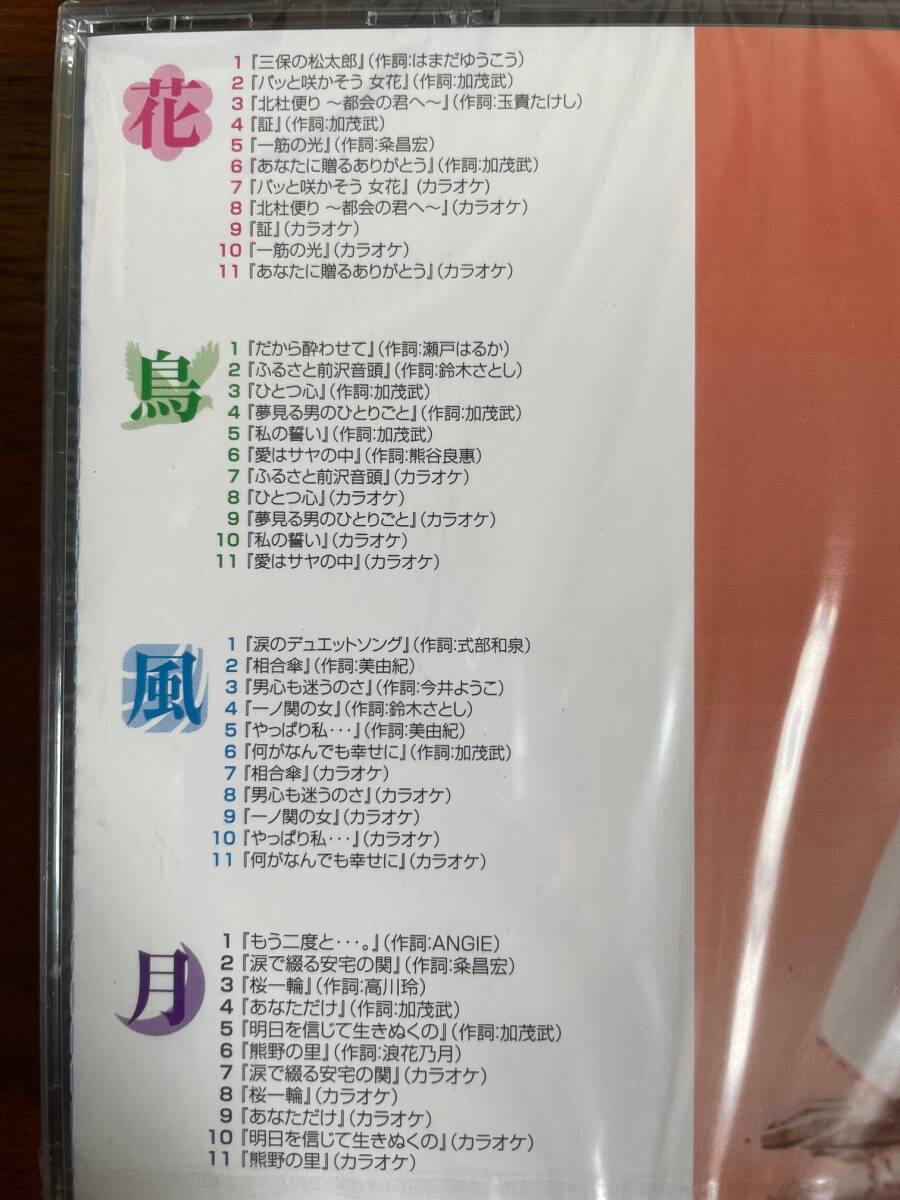 花
1『三保の松太郎』(作詞:はまだゆうこう)
2『パッと咲かそう 女花』(作詞:加茂武)
3『北杜便り 〜都会の君へ〜』(作詞:玉貴たけし)
4『証』(作詞:加茂武)
5『一筋の光』(作詞:粂昌宏)
6『あなたに贈るありがとう』(作詞:加茂武)
7『パッと咲かそう 女花』(カラオケ)
8『北杜便り 〜都会の君へ〜』(カラオケ)
9『証』(カラオケ)
10『一筋の光』(カラオケ)
11『あなたに贈るありがとう』(カラオケ)
鳥
1『だから酔わせて』(作詞:瀬戸はるか)
2『ふるさと前沢音頭』(作詞:鈴木さとし)
3『ひとつ心』(作詞:加茂武)
4『夢見る男のひとりごと』(作詞:加茂武)
5『私の誓い』(作詞:加茂武)
6『愛はサヤの中』(作詞:熊谷良惠)
7『ふるさと前沢音頭』(カラオケ)
8『ひとつ心』(カラオケ)
9『夢見る男のひとりごと』(カラオケ)
10『私の誓い』(カラオケ)
11『愛はサヤの中』(カラオケ)
風
1『涙のデュエットソング』(作詞:式部和泉)
2『相合傘』(作詞:美由紀)
3『男心も迷うのさ』(作詞:今井ようこ)
4『一ノ関の女』(作詞:鈴木さとし)
5『やっぱり私・・・』(作詞:美由紀)
6『何がなんでも幸せに』(作詞:加茂武)
7『相合傘』(カラオケ)
8『男心も迷うのさ』(カラオケ)
9『一ノ関の女』(カラオケ)
10『やっぱり私・・・』(カラオケ)
11『何がなんでも幸せに』(カラオケ)
月
1『もう二度と・・・。』(作詞:ANGIE)
2『涙で綴る安宅の関』(作詞:粂昌宏)
3『桜一輪』(作詞:高川玲)
4『あなただけ』(作詞:加茂武)
5『明日を信じて生きぬくの』(作詞:加茂武)
6『熊野の里』(作詞:浪花乃月)
7『涙で綴る安宅の関』(カラオケ)
8『桜一輪』(カラオケ)
9『あなただけ』(カラオケ)
10『明日を信じて生きぬくの』(カラオケ)
11『熊野の里』(カラオケ)